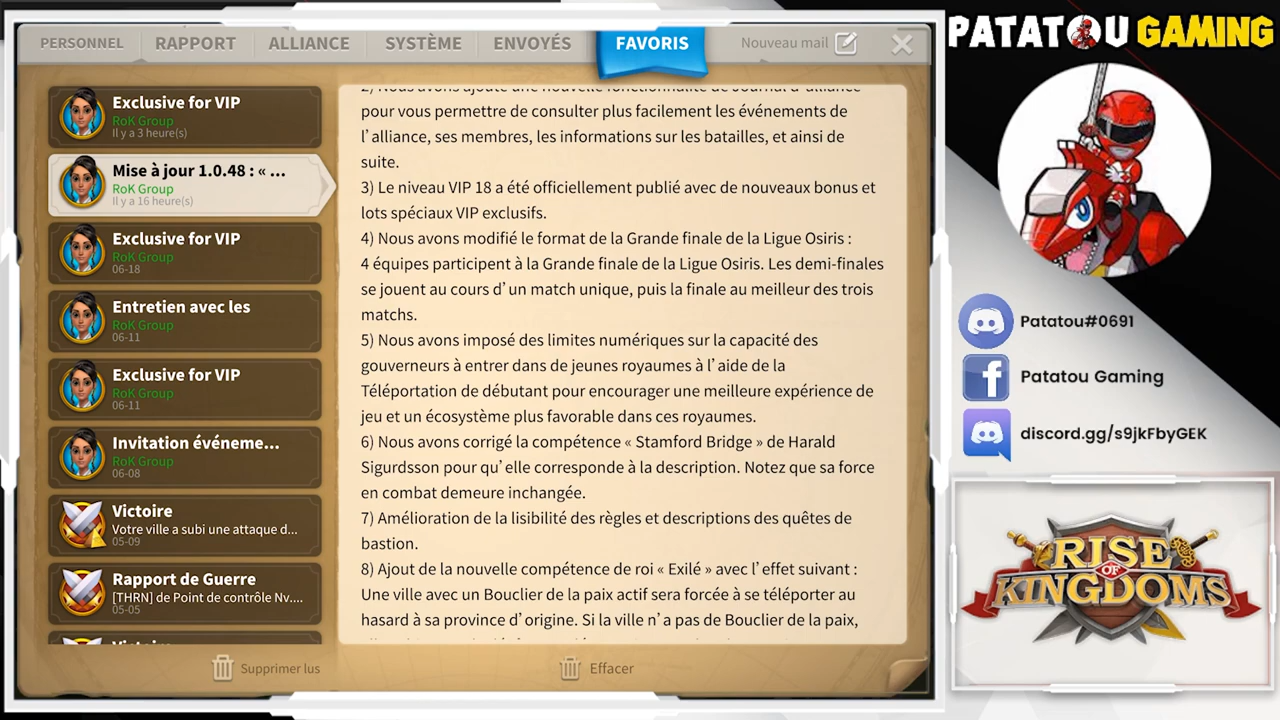 PERSONNEL
RAPPORT
ALLIANCE
SYSTÈME
ENVOYÉS
FAVORIS
Nouveau mail
Exclusive for VIP
RoK Group
Il y a 3 heure(s)
Mise à jour 1.0.48 : « ...
RoK Group
Il y a 16 heure(s)
Exclusive for VIP
RoK Group
06-18
Entretien avec les
RoK Group
06-11
Exclusive for VIP
RoK Group
06-11
Invitation événeme...
RoK Group
06-08
Victoire
Votre ville a subi une attaque d...
05-09
Rapport de Guerre
[THRN] de Point de contrôle Nv....
05-05
Victoire
2) Nous avons ajouté une nouvelle fonctionnalité de Journal d'alliance
pour vous permettre de consulter plus facilement les événements de
l'alliance, ses membres, les informations sur les batailles, et ainsi de
suite.
3) Le niveau VIP 18 a été officiellement publié avec de nouveaux bonus et
lots spéciaux VIP exclusifs.
4) Nous avons modifié le format de la Grande finale de la Ligue Osiris :
4 équipes participent à la Grande finale de la Ligue Osiris. Les demi-finales
se jouent au cours d'un match unique, puis la finale au meilleur des trois
matchs.
5) Nous avons imposé des limites numériques sur la capacité des
gouverneurs à entrer dans de jeunes royaumes à l'aide de la
Téléportation de débutant pour encourager une meilleure expérience de
jeu et un écosystème plus favorable dans ces royaumes.
6) Nous avons corrigé la compétence « Stamford Bridge » de Harald
Sigurdsson pour qu'elle corresponde à la description. Notez que sa force
en combat demeure inchangée.
7) Amélioration de la lisibilité des règles et descriptions des quêtes de
bastion.
8) Ajout de la nouvelle compétence de roi « Exilé » avec l'effet suivant :
Une ville avec un Bouclier de la paix actif sera forcée à se téléporter au
hasard à sa province d'origine. Si la ville n'a pas de Bouclier de la paix,
Supprimer lus
Effacer
PATATOU GAMING
Patatou#0691
Patatou Gaming
discord.gg/s9jkFbyGEK
RISE
OF
KINGDOMS